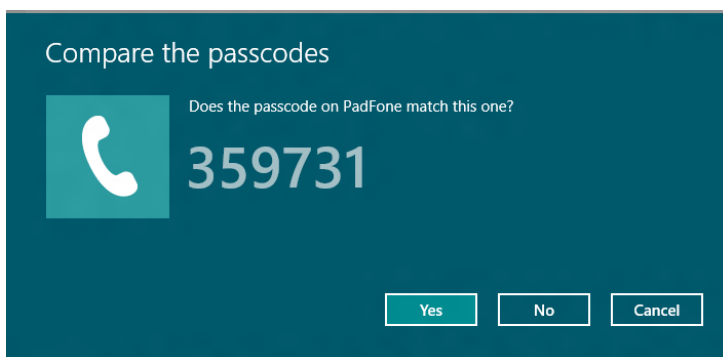 Compare the passcodes
Does the passcode on PadFone match this one?
359731
Yes No Cancel